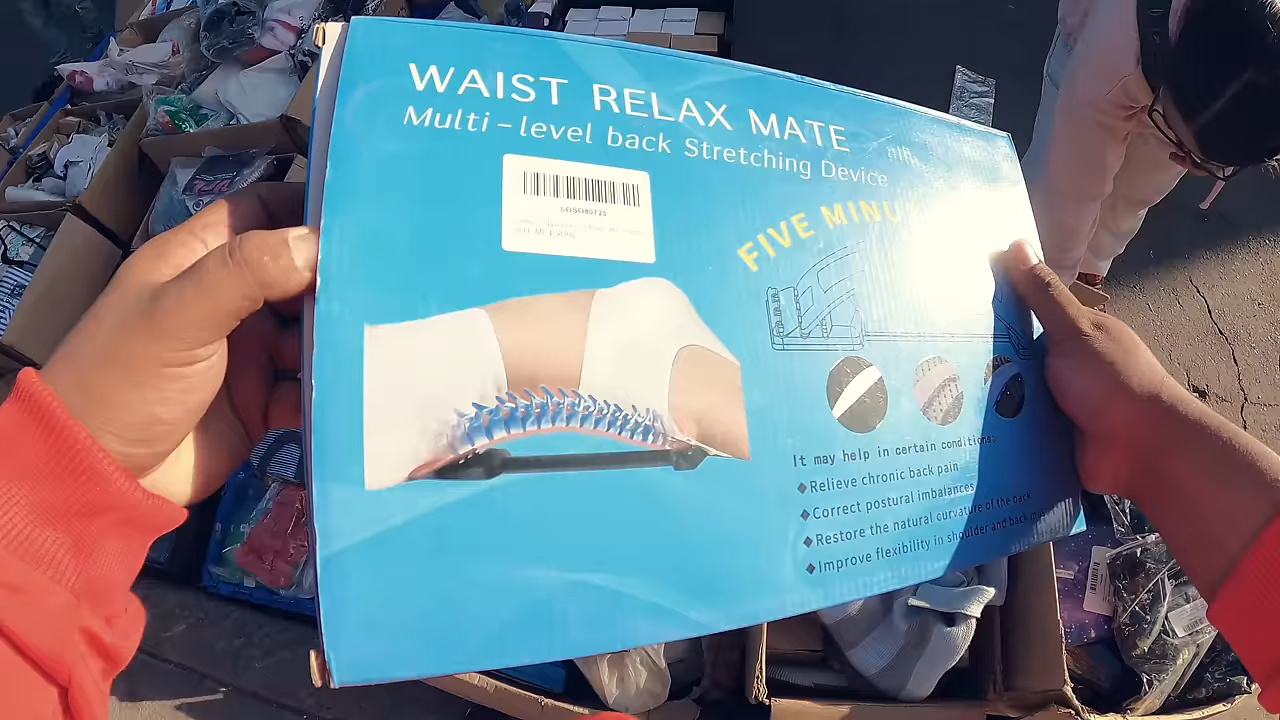 WAIST RELAX MATE
Multi-level back Stretching Device
FIVE
It may help in certain conditions:
◆Relieve chronic back pain
◆Correct postural imbalances
◆Restore the natural curvature of the back
◆Improve flexibility in shoulder and back